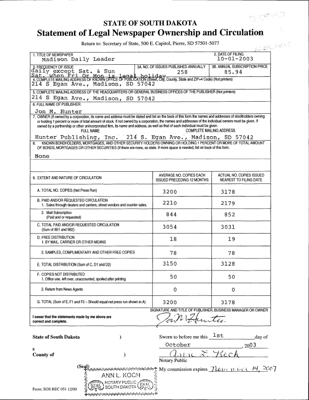 STATE OF SOUTH DAKOTA
Statement of Legal Newspaper Ownership and Circulation
Return to: Secretary of State, 500 E. Capitol, Pierre, SD 57501-5077
1. TITLE OF NEWSPAPER
Madison Daily Leader
2. DATE OF FILING
10-01-2003
3. FREQUENCY OF ISSUE
daily except Sat. & Sun
Sat. when Fri or Mon is legal holiday
3A. NO. OF ISSUES PUBLISHED ANNUALLY
258
3B. ANNUAL SUBSCRIPTION PRICE
85.94
4. COMPLETE MAILING ADDRESS OF KNOWN OFFICE OF PUBLICATION (Street, City, County, State and ZIP+4 Code) (Not printers)
214 S Egan Ave., Madison, SD 57042
5. COMPLETE MAILING ADDRESS OF THE HEADQUARTERS OR GENERAL BUSINESS OFFICES OF THE PUBLISHER (Not printers)
214 S Egan Ave., Madison, SD 57042
6. FULL NAME OF PUBLISHER:
Jon M. Hunter
7. OWNER (If owned by a corporation, its name and address must be stated and list on the back of this form the names and addresses of stockholders owning
or holding 1 percent or more of total amount of stock. If not owned by a corporation, the names and addresses of the individual owners must be given. If
owned by a partnership or other unincorporated firm, its name and address, as well as that of each individual must be given.
FULL NAME COMPLETE MAILING ADDRESS
Hunter Publishing, Inc. 214 S. Egan Ave., Madison, SD 57042
8. KNOWN BONDHOLDERS, MORTGAGES, AND OTHER SECURITY HOLDERS OWNING OR HOLDING 1 PERCENT OR MORE OF TOTAL AMOUNT
OF BONDS, MORTGAGES OR OTHER SECURITIES (If there are none, so state. If more space is needed, list on back of this form.
None
9. EXTENT AND NATURE OF CIRCULATION
AVERAGE NO. COPIES EACH
ISSUED PRECEDING 12 MONTHS
ACTUAL NO. COPIES ISSUED
NEAREST TO FILING DATE
A. TOTAL NO. COPIES (Net Press Run) 3200 3178
B. PAID AND/OR REQUESTED CIRCULATION
1. Sales through dealers and carriers, street vendors and counter sales. 2210 2179
2. Mail Subscription
(Paid and or requested) 844 852
C. TOTAL PAID AND/OR REQUESTED CIRCULATION
(Sum of 9B1 and 9B2) 3054 3031
D. FREE DISTRIBUTION
1. BY MAIL, CARRIER OR OTHER MEANS 18 19
2. SAMPLES, COMPLIMENTARY AND OTHER FREE COPIES 78 78
E. TOTAL DISTRIBUTION (Sum of C, D1 and D2) 3150 3128
F. COPIES NOT DISTRIBUTED
1. Office use, left over, unaccounted, spoiled after printing 50 50
2. Return from News Agents 0 0
G. TOTAL (Sum of E, F1 and F2 - Should equal net press run shown in A) 3200 3178
I swear that the statements made by me above are
correct and complete.
SIGNATURE AND TITLE OF PUBLISHER, BUSINESS MANAGER OR OWNER
Jon M Hunter
State of South Dakota )
Sworn to before me this 1st day of
October 2003
) s
County of )
Ann L. Koch
Notary Public
(Seal)
My commission expires
2007
ANN L. KOCH
NOTARY PUBLIC
SOUTH DAKOTA
SEAL
SEAL
Form: SOS REC 051 12/00